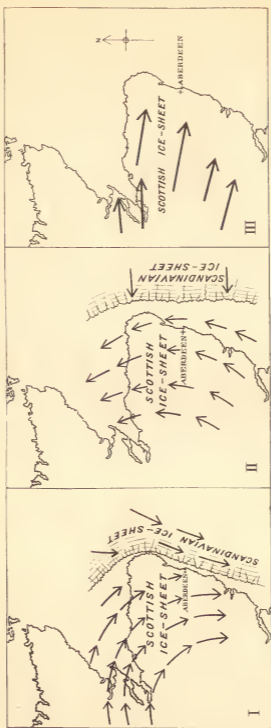 I
SCOTTISH
ICE-SHEET
ABERDEEN
SCANDINAVIAN ICE-SHEET
II
SCOTTISH
ICE-SHEET
ABERDEEN
SCANDINAVIAN
ICE-SHEET
III
SCOTTISH ICE-SHEET
ABERDEEN
N